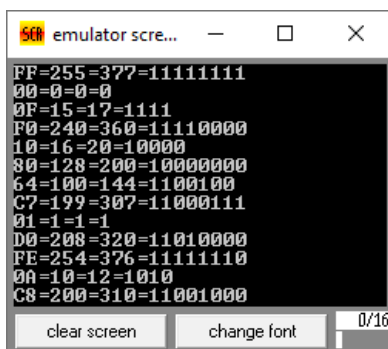 SCR emulator scre...
FF=255=377=11111111
00=0=0=0
0F=15=17=1111
F0=240=360=11110000
10=16=20=10000
80=128=200=10000000
64=100=144=1100100
C7=199=307=11000111
01=1=1=1
D0=208=320=11010000
FE=254=376=11111110
0A=10=12=1010
C8=200=310=11001000
clear screen change font 0/16